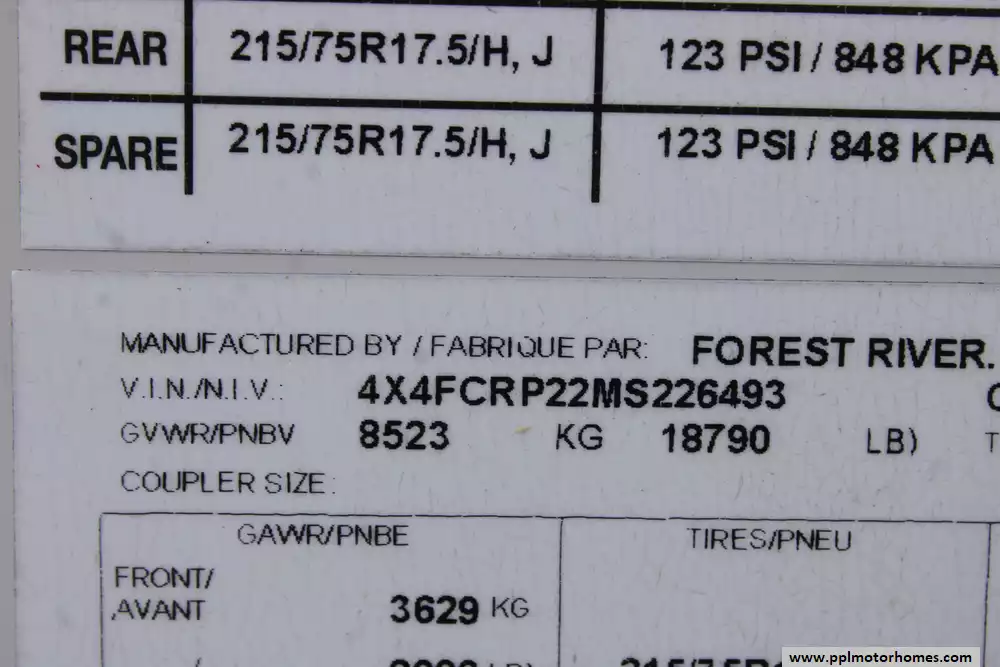 REAR 215/75R17.5/H, J 123 PSI / 848 KPA
SPARE 215/75R17.5/H, J 123 PSI / 848 KPA
MANUFACTURED BY / FABRIQUE PAR: FOREST RIVER.
V.I.N./N.I.V.: 4X4FCRP22MS226493
GVWR/PNBV 8523 KG 18790 LB)
COUPLER SIZE:
GAWR/PNBE TIRES/PNEU
FRONT/
AVANT 3629 KG
www.pplmotorhomes.com